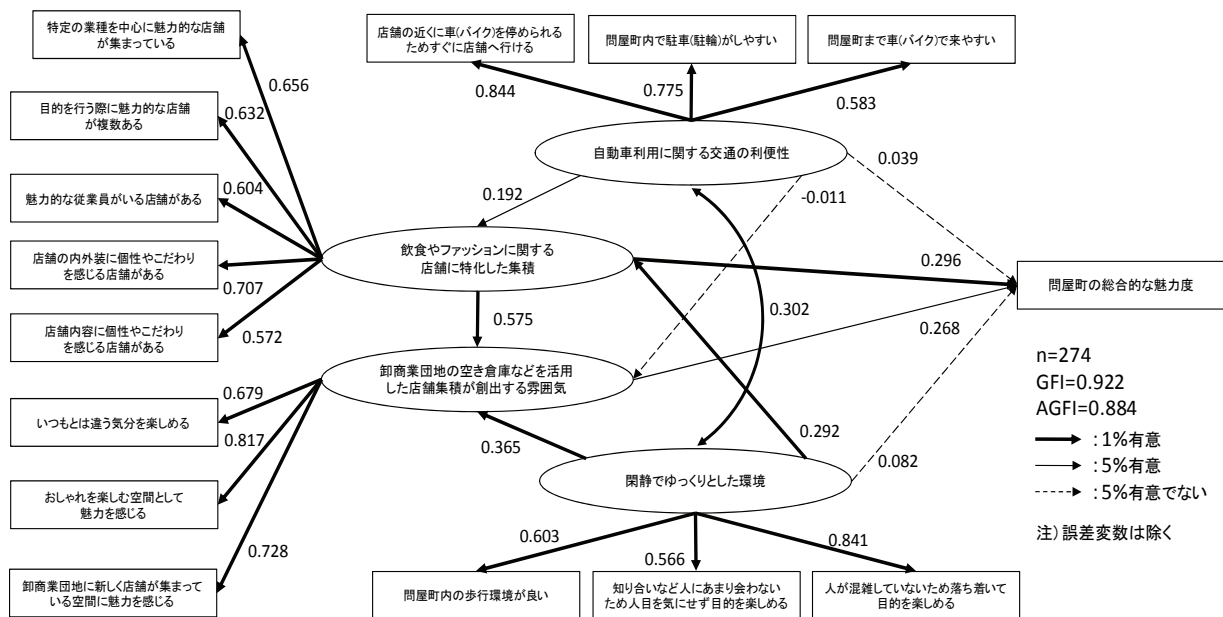 特定の業種を中心に魅力的な店舗
が集まっている
店舗の近くに車(バイク)を停められる
ためすぐに店舗へ行ける
問屋町内で駐車(駐輪)がしやすい
問屋町まで車(バイク)で来やすい
0.656
0.844
0.775
0.583
目的を行う際に魅力的な店舗
が複数ある
0.632
自動車利用に関する交通の利便性
0.039
魅力的な従業員がいる店舗がある
0.604
0.192
-0.011
店舗の内外装に個性やこだわり
を感じる店舗がある
0.707
飲食やファッションに関する
店舗に特化した集積
0.296
問屋町の総合的な魅力度
店舗内容に個性やこだわり
を感じる店舗がある
0.572
0.575
0.302
0.268
卸商業団地の空き倉庫などを活用
した店舗集積が創出する雰囲気
n=274
GFI=0.922
AGFI=0.884
いつもとは違う気分を楽しめる
0.679
0.817
0.365
0.292
0.082
:1%有意
:5%有意
:5%有意でない
閑静でゆっくりとした環境
おしゃれを楽しむ空間として
魅力を感じる
0.728
注)誤差変数は除く
0.603
0.566
0.841
卸商業団地に新しく店舗が集まって
いる空間に魅力を感じる
問屋町内の歩行環境が良い
知り合いなど人にあまり会わない
ため人目を気にせず目的を楽しめる
人が混雑していないため落ち着いて
目的を楽しめる